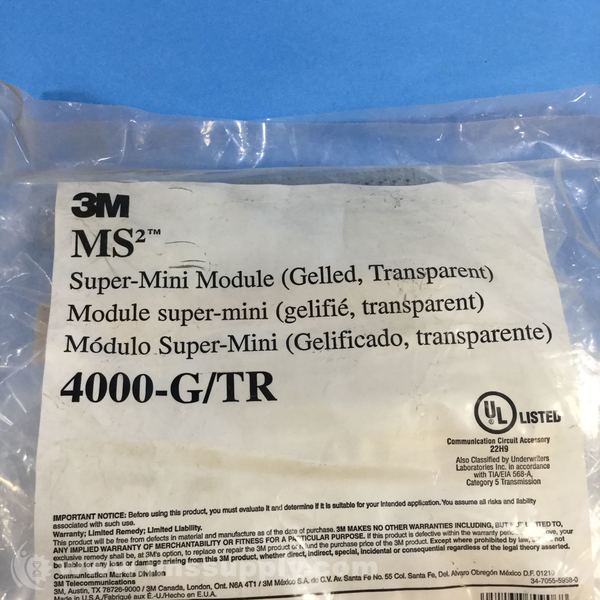 3M
MS²™
Super-Mini Module (Gelled, Transparent)
Module super-mini (gelifié, transparent)
Módulo Super-Mini (Gelificado, transparente)
4000-G/TR
UL LISTED
Communication Circuit Accessory
22H9
Also Classified by Underwriters
Laboratories Inc. in accordance
with TIA/EIA 568-A,
Category 5 Transmission
IMPORTANT NOTICE: Before using this product, you must evaluate it and determine if it is suitable for your intended application. You assume all risks and liability
associated with such use.
Warranty; Limited Remedy; Limited Liability.
This product will be free from defects in material and manufacture as of the date of purchase. 3M MAKES NO OTHER WARRANTIES INCLUDING, BUT TO,
ANY IMPLIED WARRANTY OF MERCHANTABILITY OR FITNESS FOR A PARTICULAR PURPOSE. If this product is defective within the warranty
exclusive remedy shall be, at 3M's option, to replace or repair the 3M product or the purchase price of the 3M product. Except where prohibited by
for any loss or damage arising from this 3M product, whether direct, indirect, special, incidental or consequential regardless of the legal theory asserted.
Communication Markets Division
3M Telecommunications
3M, Austin, TX 78726-9000 / 3M Canada, London, Ont. N6A 4T1 / 3M México S.A. de C.V. Av. Santa Fe No. 55 Col. Santa Fe, Del. Alvaro Obregón México D.F. 01210
Made in U.S.A./Fabriqué aux É.-U./Hecho en E.U.A.
34-7055-5958-0